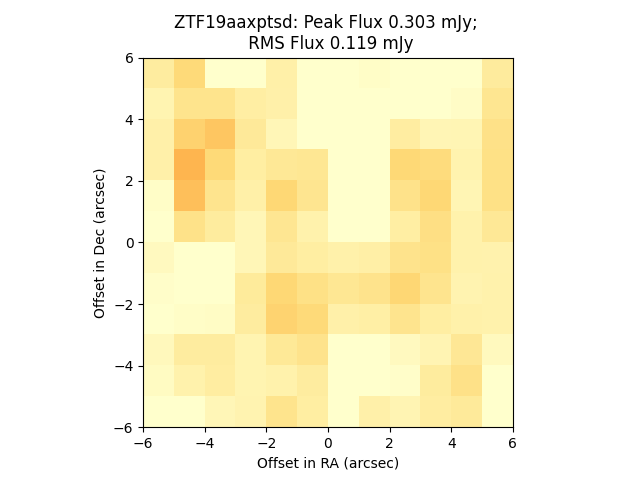 ZTF19aaxptsd: Peak Flux 0.303 mJy;
RMS Flux 0.119 mJy
6
4
2
0
−2
−4
−6
Offset in Dec (arcsec)
−6 −4 −2 0 2 4 6
Offset in RA (arcsec)